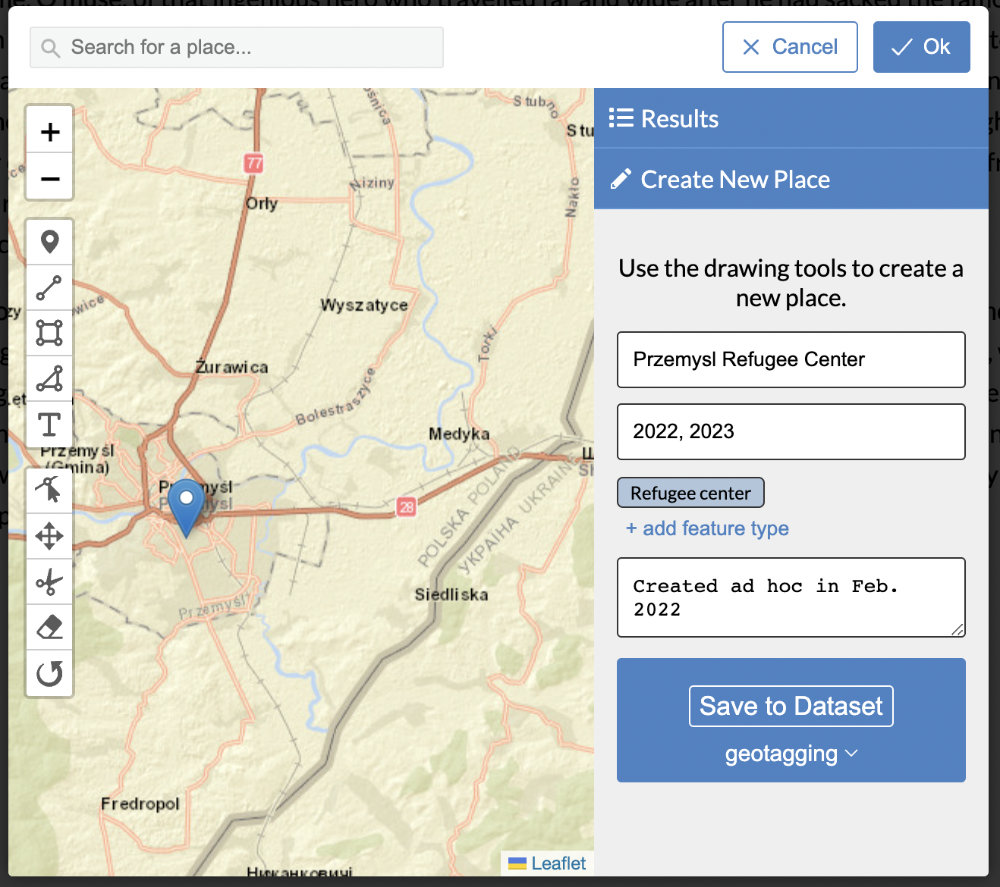 Search for a place...
Cancel
Ok
+
−
77
Orły
Niziny
Stubno
Stu
Nakło
Wyszatyce
Torki
Żurawica
Bolestraszyce
Medyka
Przemyśl
(Gmina)
Przemyśl
Przemysl
28
POLSKA POLAND
УКРАЇНА UKRAINE
Siedliska
Przemyśl
Fredropol
Нижанковичі
T
Leaflet
Results
Create New Place
Use the drawing tools to create a
new place.
Przemysl Refugee Center
2022, 2023
Refugee center
+ add feature type
Created ad hoc in Feb.
2022
Save to Dataset
geotagging